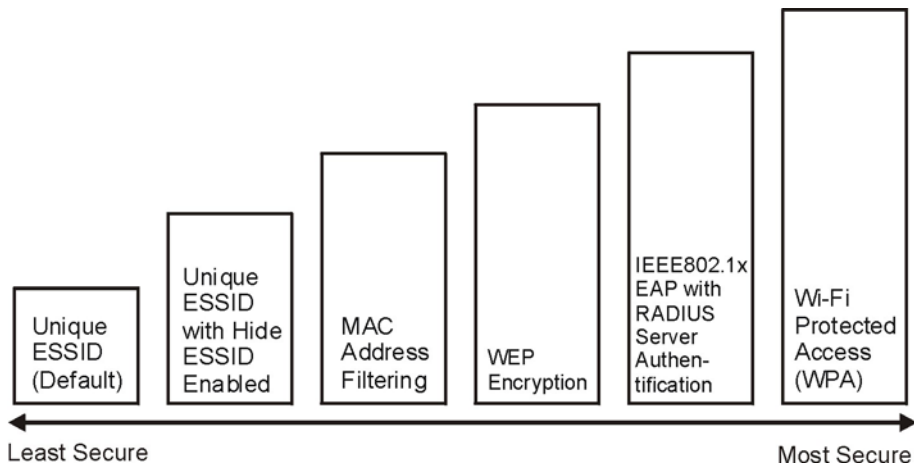 Unique
ESSID
(Default)
Unique
ESSID
with Hide
ESSID
Enabled
MAC
Address
Filtering
WEP
Encryption
IEEE802.1x
EAP with
RADIUS
Server
Authen-
tification
Wi-Fi
Protected
Access
(WPA)
Least Secure
Most Secure